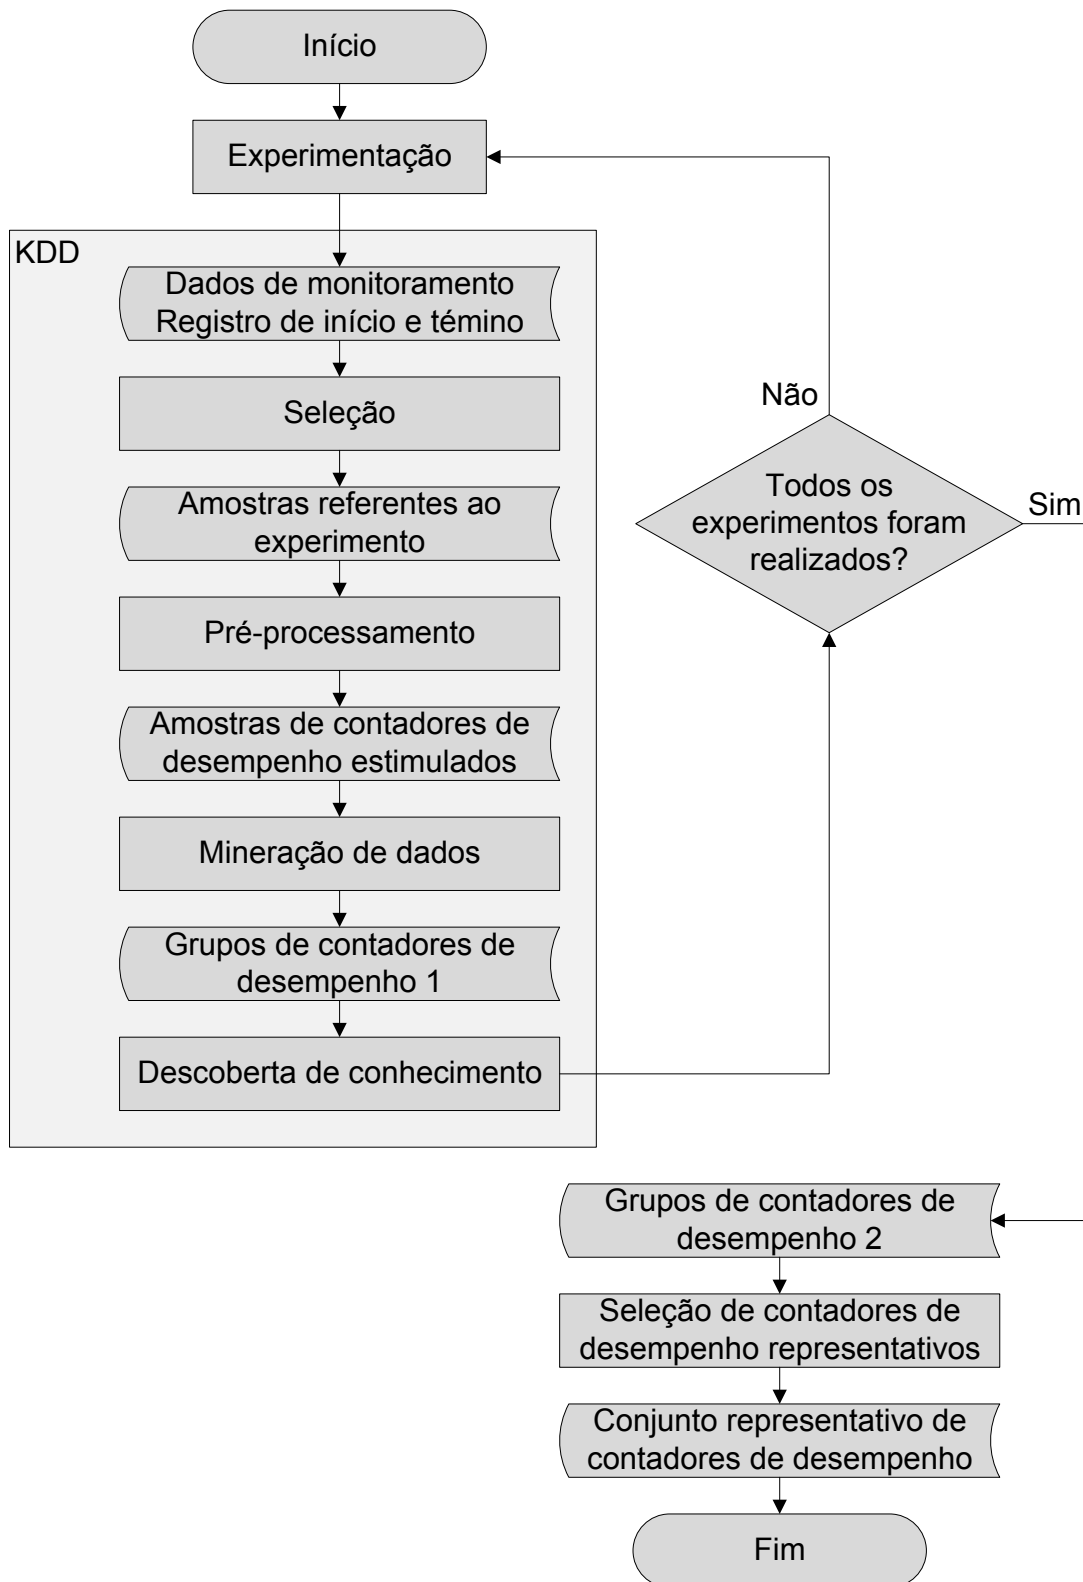 Início
Experimentação
KDD
Dados de monitoramento
Registro de início e témino
Seleção
Amostras referentes ao
experimento
Pré-processamento
Amostras de contadores de
desempenho estimulados
Mineração de dados
Grupos de contadores de
desempenho 1
Descoberta de conhecimento
Não
Todos os
experimentos foram
realizados?
Sim
Grupos de contadores de
desempenho 2
Seleção de contadores de
desempenho representativos
Conjunto representativo de
contadores de desempenho
Fim